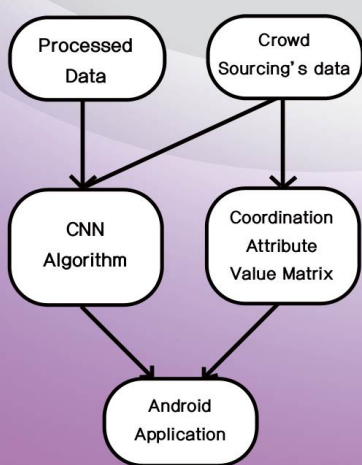 Processed
Data
Crowd
Sourcing's data
CNN
Algorithm
Coordination
Attribute
Value Matrix
Android
Application